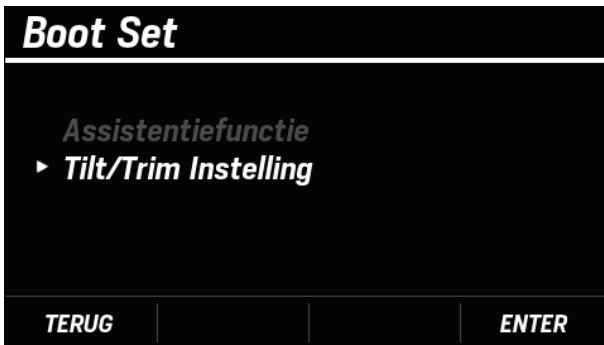 Boot Set
Assistentiefunctie
Tilt/Trim Instelling
TERUG ENTER